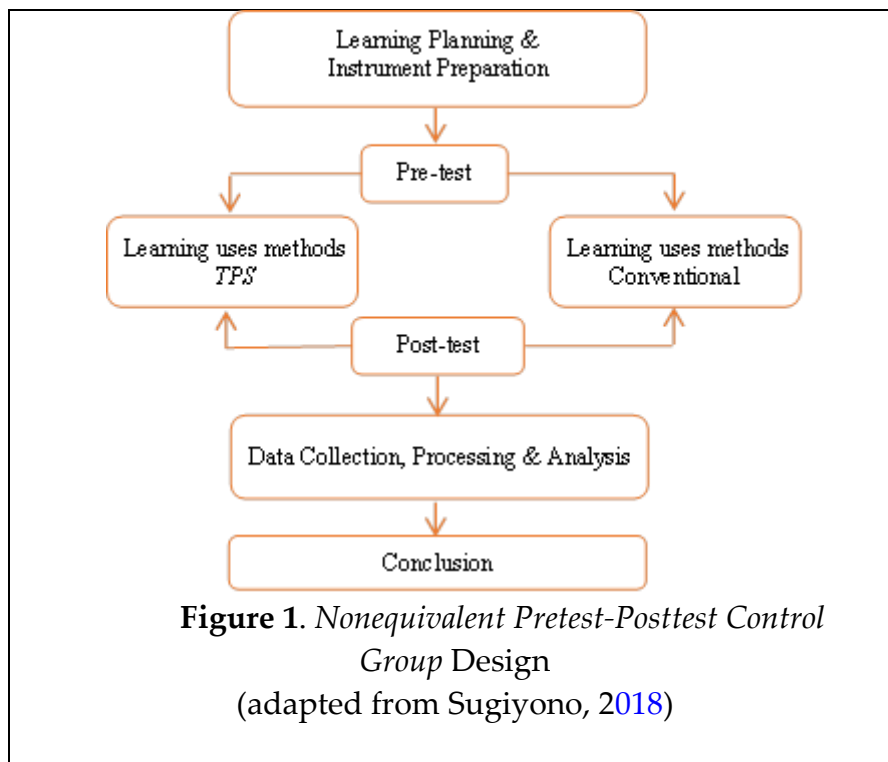 Learning Planning &
Instrument Preparation
Pre-test
Learning uses methods
TPS
Learning uses methods
Conventional
Post-test
Data Collection, Processing & Analysis
Conclusion
Figure 1. Nonequivalent Pretest-Posttest Control
Group Design
(adapted from Sugiyono, 2018)